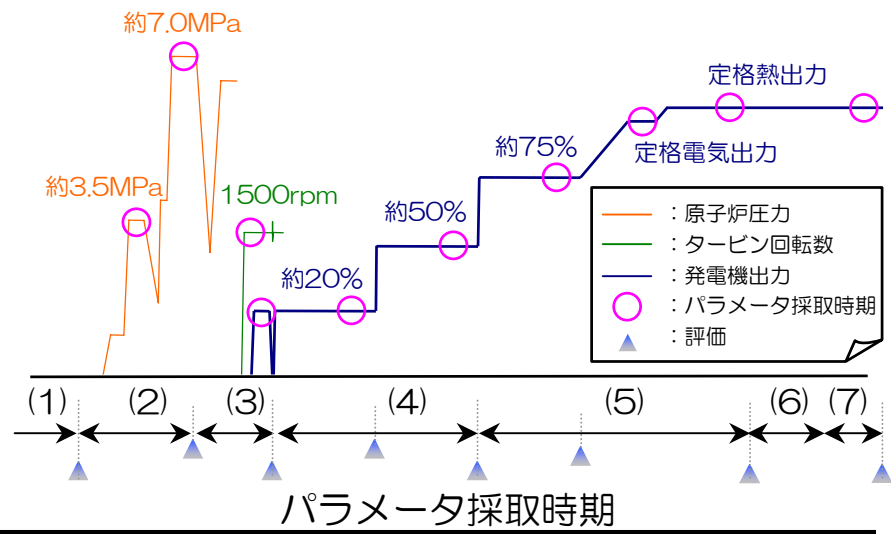 約7.0MPa
定格熱出力
約75%
定格電気出力
約3.5MPa
1500rpm
約50%
約20%
：原子炉圧力
：タービン回転数
：発電機出力
：パラメータ採取時期
：評価
(1) (2) (3) (4) (5) (6) (7)
パラメータ採取時期